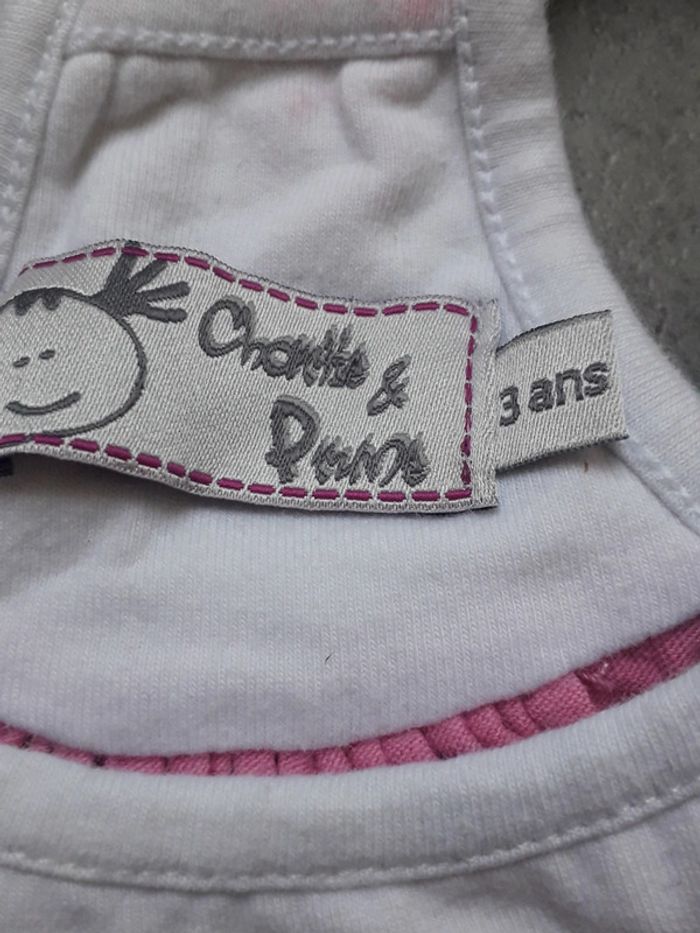 Charlie &
Prune
3 ans